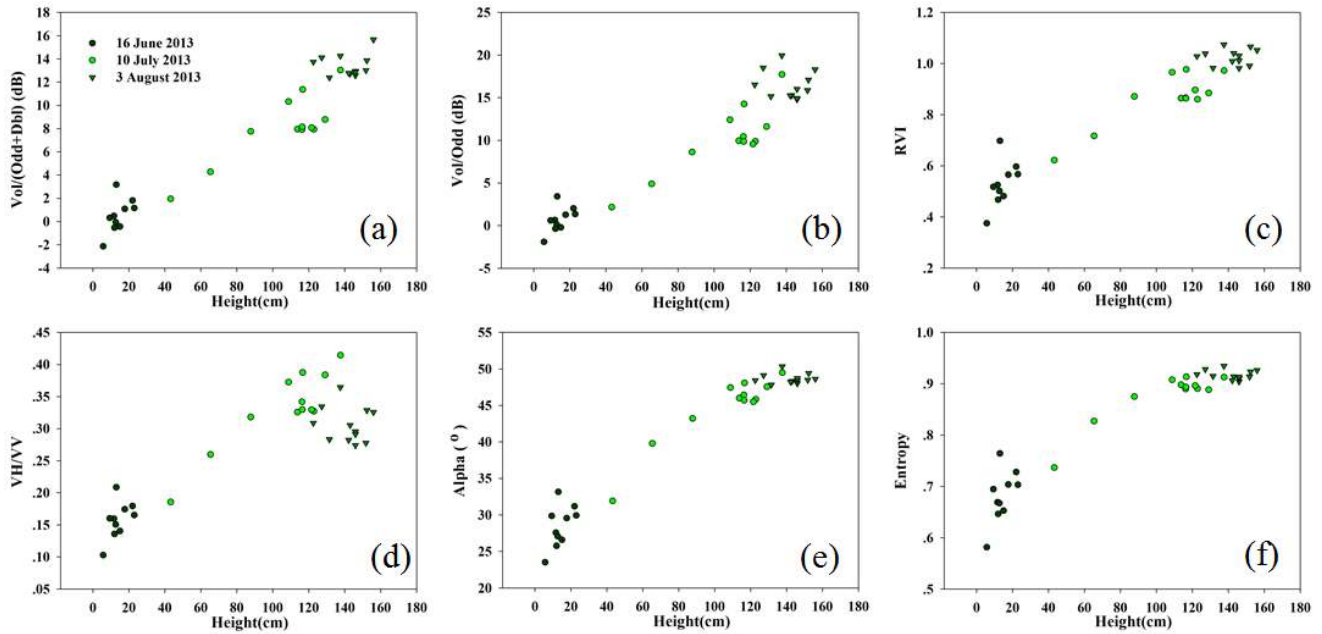 16
14
12
10
8
6
4
2
0
-2
-4
Vol/(Odd+Dbl) (dB)
16 June 2013
10 July 2013
3 August 2013
(a)
0 20 40 60 80 100 120 140 160 180
Height(cm)
25
20
15
10
5
0
-5
Vol/Odd (dB)
(b)
0 20 40 60 80 100 120 140 160 180
Height(cm)
1.2
1.0
.8
.6
.4
.2
RVI
(c)
0 20 40 60 80 100 120 140 160 180
Height(cm)
.45
.40
.35
.30
.25
.20
.15
.10
.05
VH/VV
(d)
0 20 40 60 80 100 120 140 160 180
Height(cm)
55
50
45
40
35
30
25
20
Alpha ( o )
(e)
0 20 40 60 80 100 120 140 160 180
Height(cm)
1.0
.9
.8
.7
.6
.5
Entropy
(f)
0 20 40 60 80 100 120 140 160 180
Height(cm)